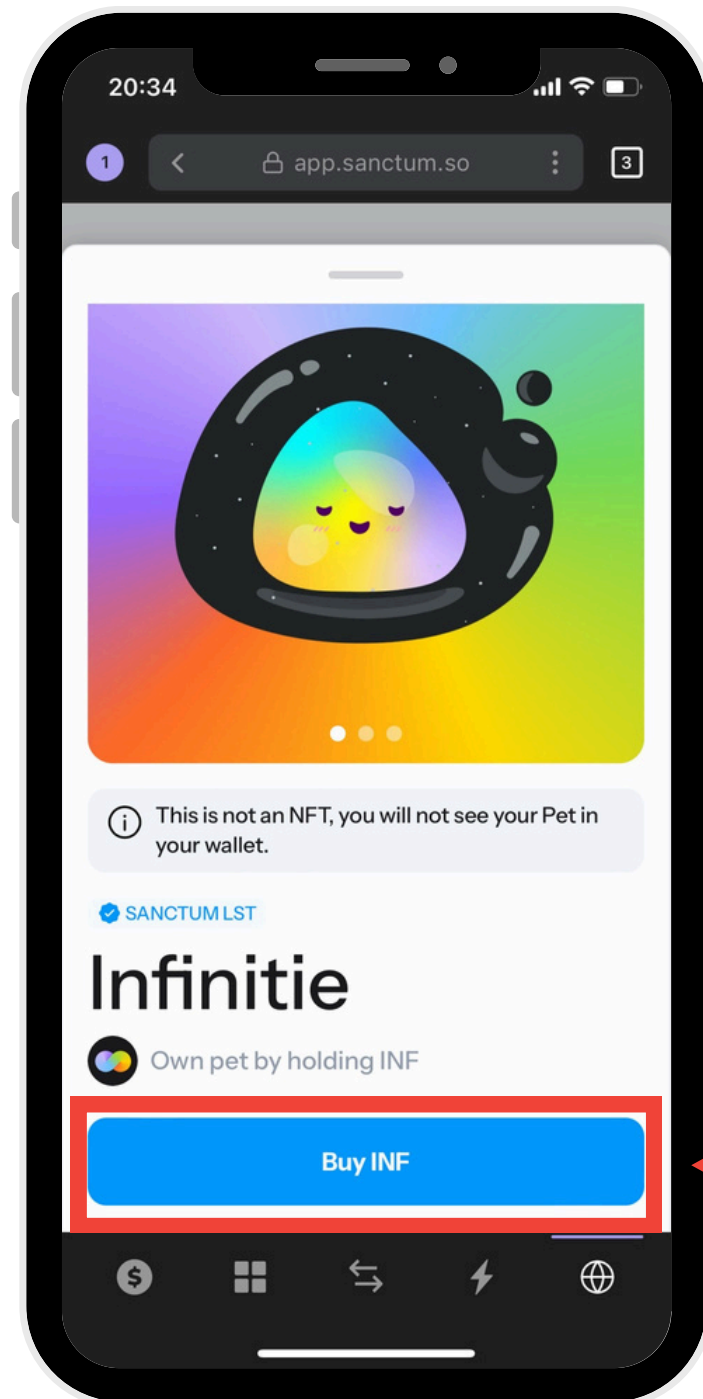 20:34
1
app.sanctum.so
3
This is not an NFT, you will not see your Pet in
your wallet.
SANCTUM LST
Infinitie
Own pet by holding INF
Buy INF
$